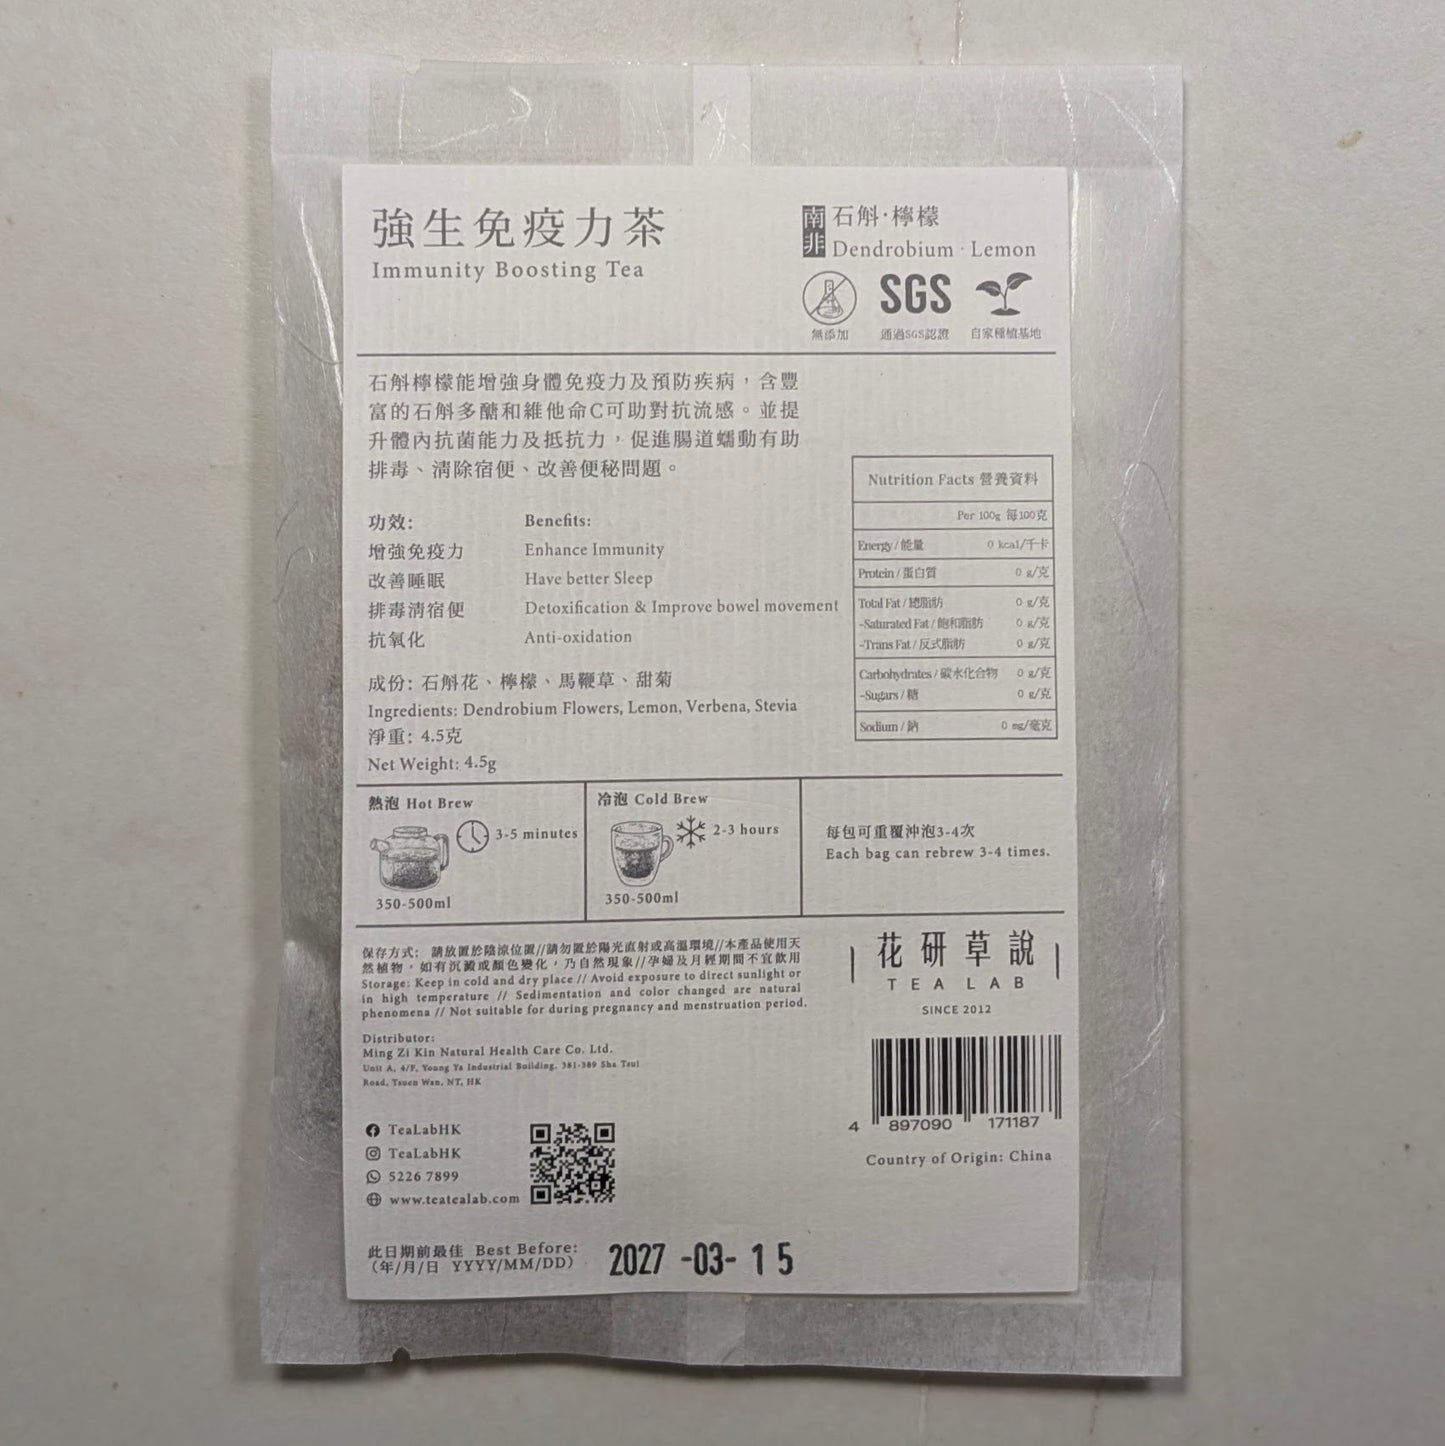 強生免疫力茶
Immunity Boosting Tea
南非
石斛·檸檬
Dendrobium · Lemon
SGS
無添加
通過SGS認證
自家種植基地
石斛檸檬能增強身體免疫力及預防疾病，含豐
富的石斛多醣和維他命C可助對抗流感。並提
升體內抗菌能力及抵抗力，促進腸道蠕動有助
排毒、清除宿便、改善便秘問題。
功效:
增強免疫力
改善睡眠
排毒清宿便
抗氧化
Benefits:
Enhance Immunity
Have better Sleep
Detoxification & Improve bowel movement
Anti-oxidation
成份: 石斛花、檸檬、馬鞭草、甜菊
Ingredients: Dendrobium Flowers, Lemon, Verbena, Stevia
淨重: 4.5克
Net Weight: 4.5g
Nutrition Facts 營養資料
Per 100g 每100克
Energy / 能量 0 kcal/千卡
Protein / 蛋白質 0 g/克
Total Fat / 總脂肪 0 g/克
-Saturated Fat / 飽和脂肪 0 g/克
-Trans Fat / 反式脂肪 0 g/克
Carbohydrates / 碳水化合物 0 g/克
-Sugars / 糖 0 g/克
Sodium / 鈉 0 mg/毫克
熱泡 Hot Brew
3-5 minutes
350-500ml
冷泡 Cold Brew
2-3 hours
350-500ml
每包可重覆沖泡3-4次
Each bag can rebrew 3-4 times.
保存方式: 請放置於陰涼位置//請勿置於陽光直射或高溫環境//本產品使用天
然植物，如有沉澱或顏色變化，乃自然現象//孕婦及月經期間不宜飲用
Storage: Keep in cold and dry place // Avoid exposure to direct sunlight or
in high temperature // Sedimentation and color changed are natural
phenomena // Not suitable for during pregnancy and menstruation period.
Distributor:
Ming Zi Kin Natural Health Care Co. Ltd.
Unit A, 4/F, Young Ya Industrial Building, 381-389 Sha Tsui
Road, Tsuen Wan, NT, HK
花研草說
TEA LAB
SINCE 2012
4 897090 171187
Country of Origin: China
TeaLabHK
TeaLabHK
5226 7899
www.teatealab.com
此日期前最佳 Best Before:
(年/月/日 YYYY/MM/DD)
2027-03-15